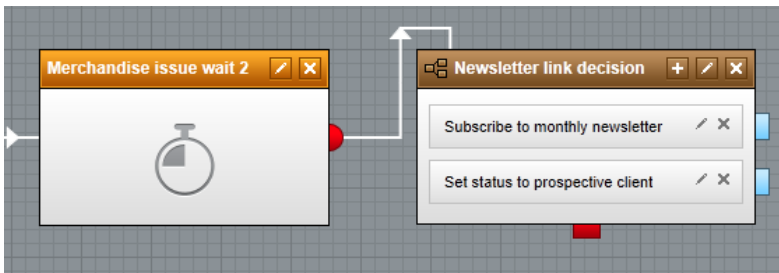 Merchandise issue wait 2
Newsletter link decision
Subscribe to monthly newsletter
Set status to prospective client